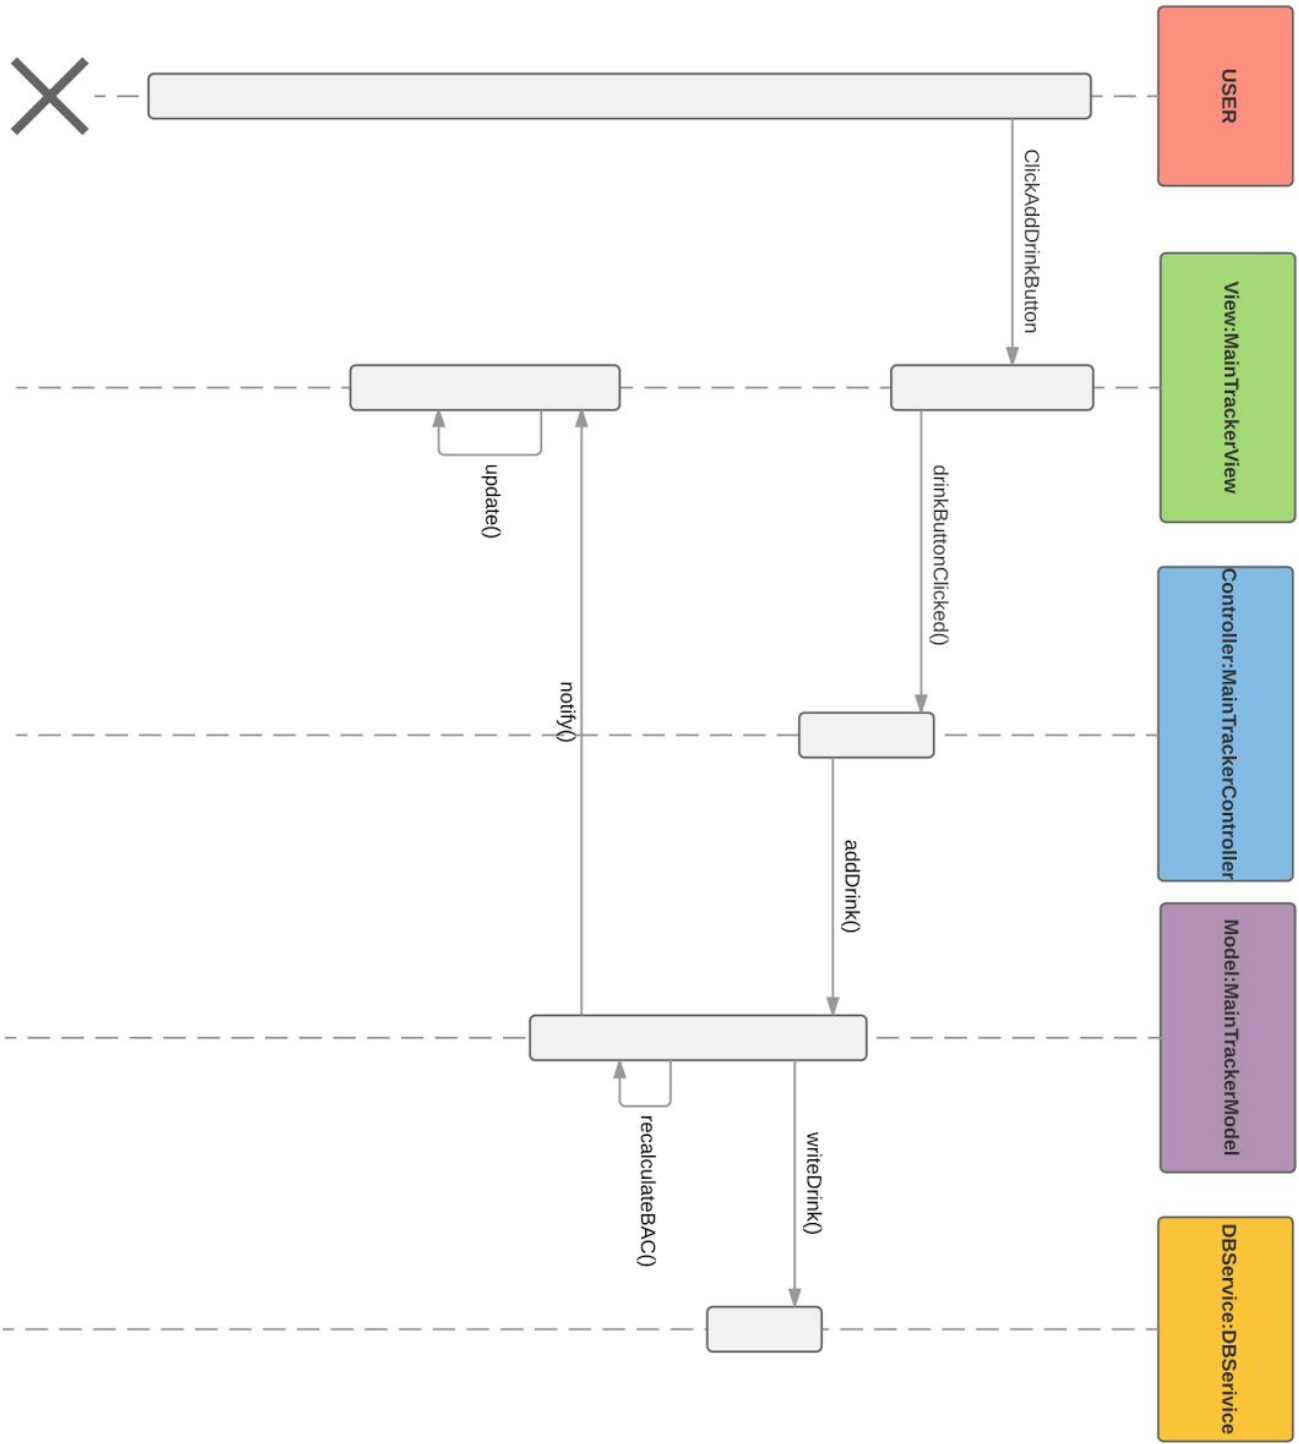 USER
View:MainTrackerView
Controller:MainTrackerController
Model:MainTrackerModel
DBService:DBSerivice
ClickAddDrinkButton
drinkButtonClicked()
addDrink()
writeDrink()
recalculateBAC()
notify()
update()